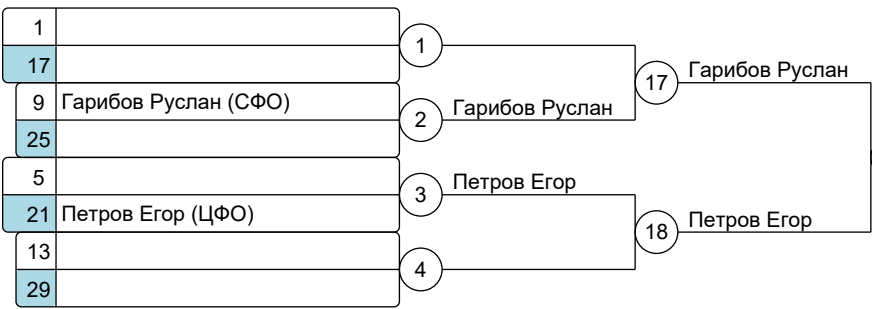 1
17
9 Гарибов Руслан (СФО)
25
5
21 Петров Егор (ЦФО)
13
29
1
2 Гарибов Руслан
3 Петров Егор
4
17 Гарибов Руслан
18 Петров Егор